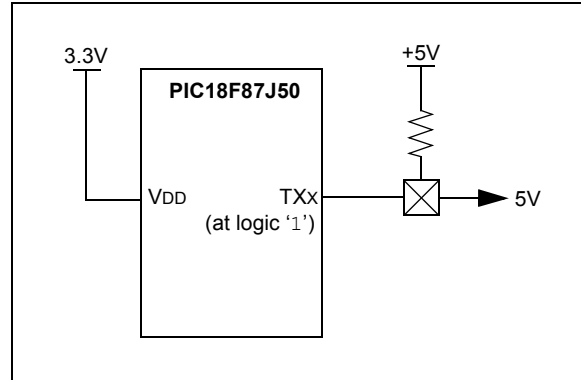 3.3V
+5V
PIC18F87J50
VDD
TXX
(at logic ‘1’)
5V